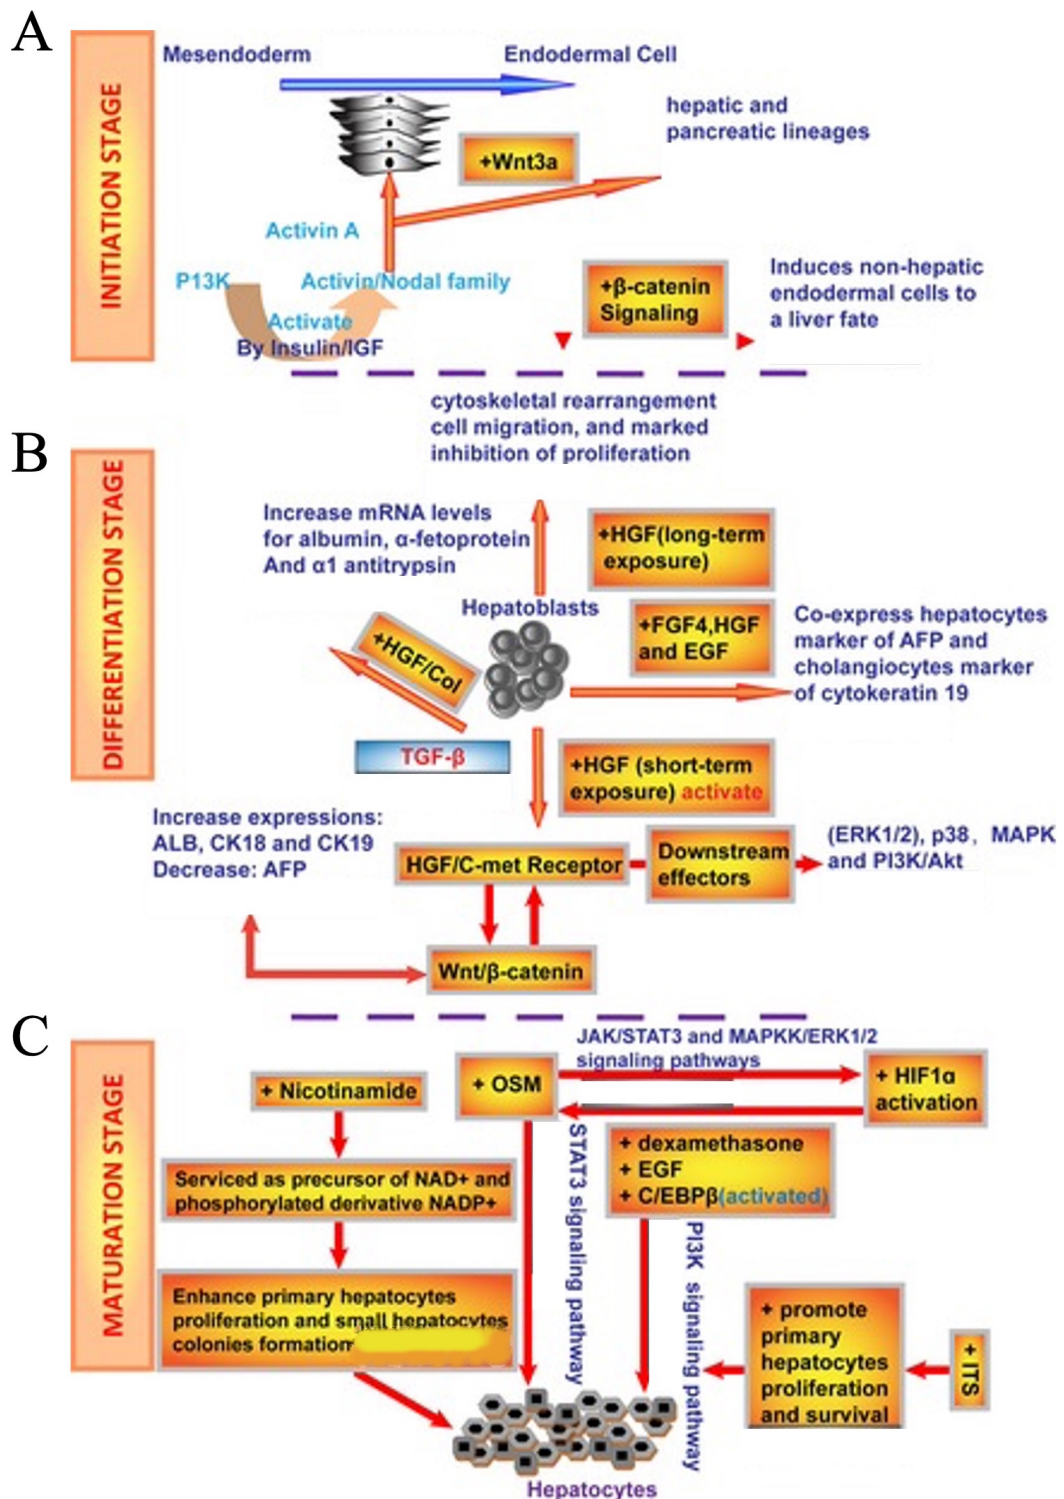 A
INITIATION STAGE
Mesendoderm
Endodermal Cell
hepatic and
pancreatic lineages
+Wnt3a
Activin A
P13K
Activin/Nodal family
Activate
By Insulin/IGF
+β-catenin
Signaling
Induces non-hepatic
endodermal cells to
a liver fate
cytoskeletal rearrangement
cell migration, and marked
inhibition of proliferation
B
DIFFERENTIATION STAGE
Increase mRNA levels
for albumin, α-fetoprotein
And α1 antitrypsin
+HGF(long-term
exposure)
Hepatoblasts
+HGF/Col
+FGF4,HGF
and EGF
Co-express hepatocytes
marker of AFP and
cholangiocytes marker
of cytokeratin 19
TGF-β
+HGF (short-term
exposure) activate
Increase expressions:
ALB, CK18 and CK19
Decrease: AFP
HGF/C-met Receptor
Downstream
effectors
(ERK1/2), p38, MAPK
and PI3K/Akt
Wnt/β-catenin
C
MATURATION STAGE
JAK/STAT3 and MAPKK/ERK1/2
signaling pathways
+ Nicotinamide
+ OSM
+ HIF1α
activation
Serviced as precursor of NAD+ and
phosphorylated derivative NADP+
STAT3 signaling pathway
+ dexamethasone
+ EGF
+ C/EBPβ(activated)
PI3K signaling pathway
Enhance primary hepatocytes
proliferation and small hepatocytes
colonies formation
+ promote
primary
hepatocytes
proliferation
and survival
+ ITS
Hepatocytes